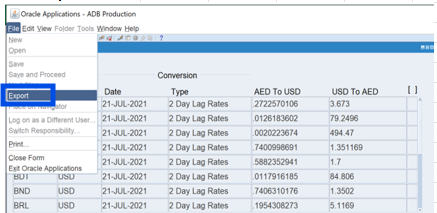 Oracle Applications - ADB Production
File Edit View Folder Tools Window Help
New
Open
Save
Save and Proceed
Export
Place on Navigator
Log on as a Different User...
Switch Responsibility...
Print...
Close Form
Exit Oracle Applications
Conversion
Date Type AED To USD USD To AED [ ]
21-JUL-2021 2 Day Lag Rates .2722570106 3.673
21-JUL-2021 2 Day Lag Rates .0126183602 79.2496
21-JUL-2021 2 Day Lag Rates .0020223674 494.47
21-JUL-2021 2 Day Lag Rates .7400998691 1.351169
21-JUL-2021 2 Day Lag Rates .5882352941 1.7
BDT USD 21-JUL-2021 2 Day Lag Rates .0117916185 84.806
BND USD 21-JUL-2021 2 Day Lag Rates .7406310176 1.3502
BRL USD 21-JUL-2021 2 Day Lag Rates .1954308273 5.1169